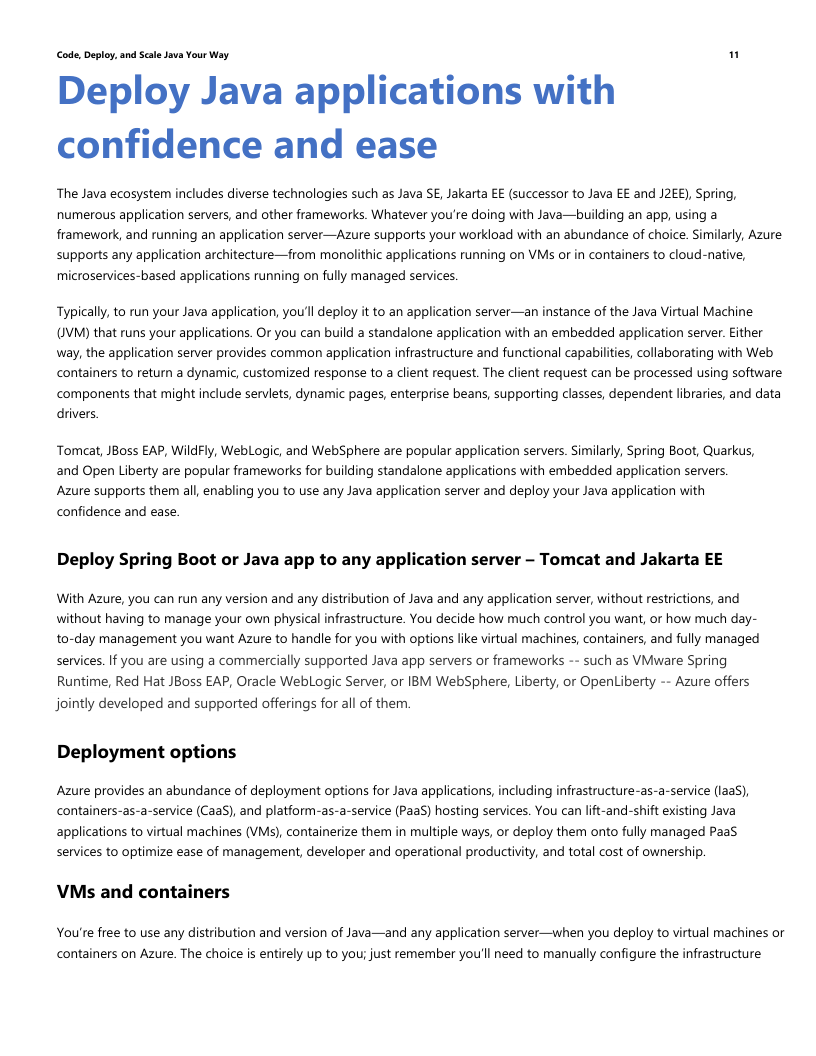 Code, Deploy, and Scale Java Your Way 11
Deploy Java applications with
confidence and ease
The Java ecosystem includes diverse technologies such as Java SE, Jakarta EE (successor to Java EE and J2EE), Spring,
numerous application servers, and other frameworks. Whatever you’re doing with Java—building an app, using a
framework, and running an application server—Azure supports your workload with an abundance of choice. Similarly, Azure
supports any application architecture—from monolithic applications running on VMs or in containers to cloud-native,
microservices-based applications running on fully managed services.
Typically, to run your Java application, you’ll deploy it to an application server—an instance of the Java Virtual Machine
(JVM) that runs your applications. Or you can build a standalone application with an embedded application server. Either
way, the application server provides common application infrastructure and functional capabilities, collaborating with Web
containers to return a dynamic, customized response to a client request. The client request can be processed using software
components that might include servlets, dynamic pages, enterprise beans, supporting classes, dependent libraries, and data
drivers.
Tomcat, JBoss EAP, WildFly, WebLogic, and WebSphere are popular application servers. Similarly, Spring Boot, Quarkus,
and Open Liberty are popular frameworks for building standalone applications with embedded application servers.
Azure supports them all, enabling you to use any Java application server and deploy your Java application with
confidence and ease.
Deploy Spring Boot or Java app to any application server – Tomcat and Jakarta EE
With Azure, you can run any version and any distribution of Java and any application server, without restrictions, and
without having to manage your own physical infrastructure. You decide how much control you want, or how much day-
to-day management you want Azure to handle for you with options like virtual machines, containers, and fully managed
services. If you are using a commercially supported Java app servers or frameworks -- such as VMware Spring
Runtime, Red Hat JBoss EAP, Oracle WebLogic Server, or IBM WebSphere, Liberty, or OpenLiberty -- Azure offers
jointly developed and supported offerings for all of them.
Deployment options
Azure provides an abundance of deployment options for Java applications, including infrastructure-as-a-service (IaaS),
containers-as-a-service (CaaS), and platform-as-a-service (PaaS) hosting services. You can lift-and-shift existing Java
applications to virtual machines (VMs), containerize them in multiple ways, or deploy them onto fully managed PaaS
services to optimize ease of management, developer and operational productivity, and total cost of ownership.
VMs and containers
You’re free to use any distribution and version of Java—and any application server—when you deploy to virtual machines or
containers on Azure. The choice is entirely up to you; just remember you’ll need to manually configure the infrastructure